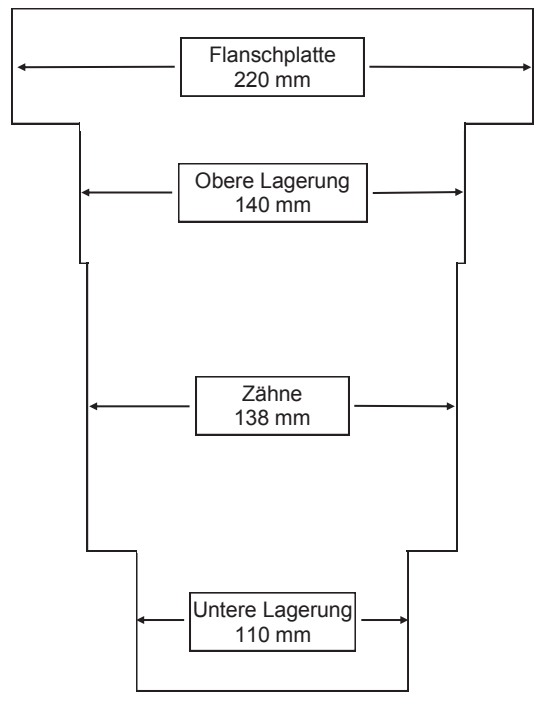 Flanschplatte
220 mm
Obere Lagerung
140 mm
Zähne
138 mm
Untere Lagerung
110 mm